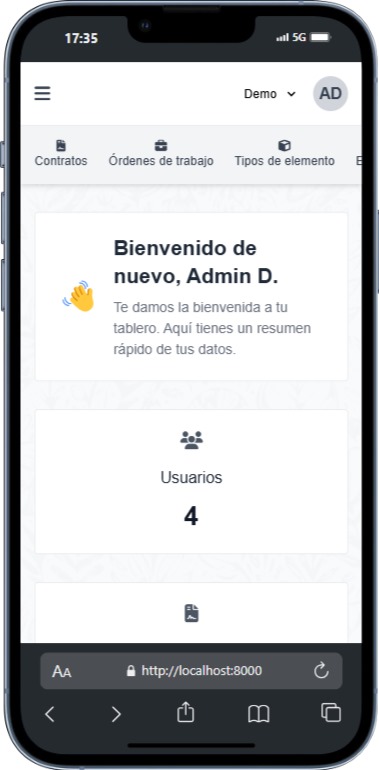 17:35
5G
Demo
AD
Contratos
Órdenes de trabajo
Tipos de elemento
E
Bienvenido de
nuevo, Admin D.
Te damos la bienvenida a tu
tablero. Aquí tienes un resumen
rápido de tus datos.
Usuarios
4
AA
http://localhost:8000